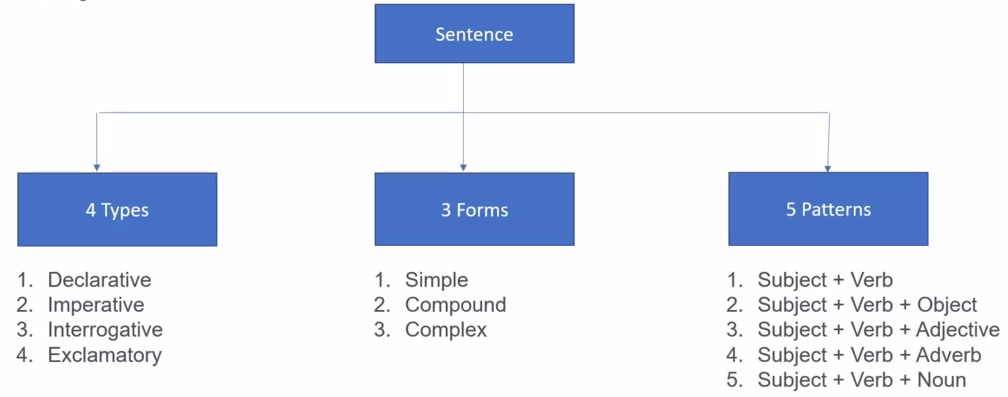 Sentence
4 Types
3 Forms
5 Patterns
1. Declarative
2. Imperative
3. Interrogative
4. Exclamatory
1. Simple
2. Compound
3. Complex
1. Subject + Verb
2. Subject + Verb + Object
3. Subject + Verb + Adjective
4. Subject + Verb + Adverb
5. Subject + Verb + Noun